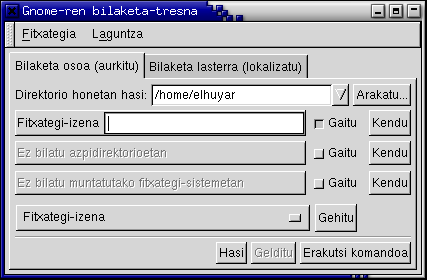 Gnome-ren bilaketa-tresna
Fitxategia Laguntza
Bilaketa osoa (aurkitu) Bilaketa lasterra (lokalizatu)
Direktorio honetan hasi: /home/elhuyar Arakatu...
Fitxategi-izena Gaitu Kendu
Ez bilatu azpidirektorioetan Gaitu Kendu
Ez bilatu muntatutako fitxategi-sistemetan Gaitu Kendu
Fitxategi-izena Gehitu
Hasi Gelditu Erakutsi komandoa